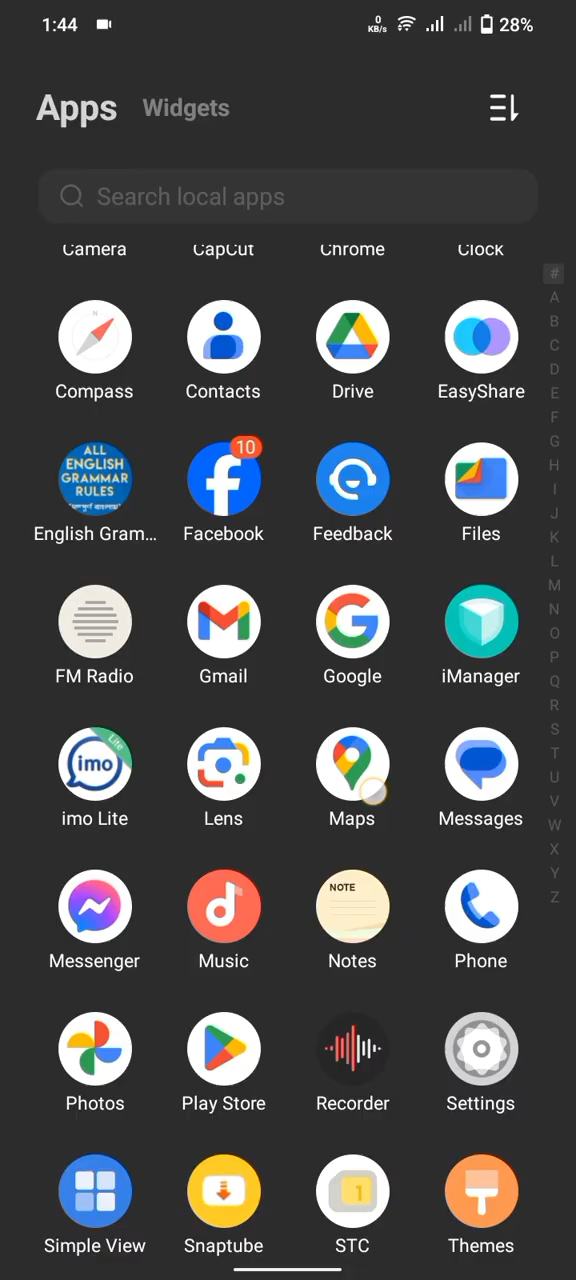 1:44 0 KB/s 28%
Apps Widgets
Search local apps
Camera CapCut Chrome Clock
#
A
B
C
D
E
F
G
H
I
J
K
L
M
N
O
P
Q
R
S
T
U
V
W
X
Y
Z
N
Compass Contacts Drive EasyShare
ALL
ENGLISH
GRAMMAR
RULES
10
English Gram... Facebook Feedback Files
FM Radio Gmail Google iManager
imo Lite
imo Lite Lens Maps Messages
NOTE
Messenger Music Notes Phone
Photos Play Store Recorder Settings
1
Simple View Snaptube STC Themes